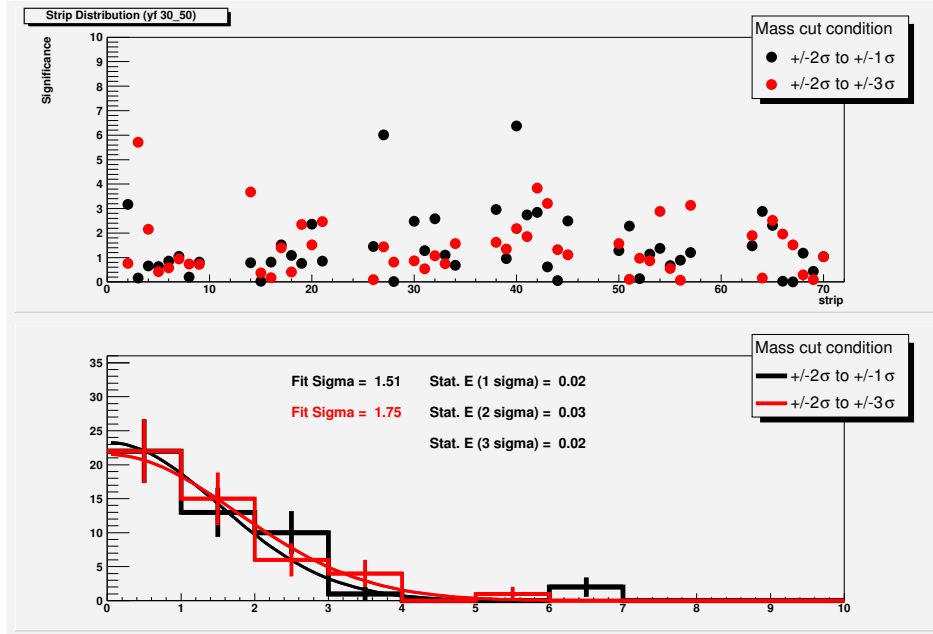 Strip Distribution (yf 30_50)
Significance
10
9
8
7
6
5
4
3
2
1
0
0 10 20 30 40 50 60 70
strip
Mass cut condition
+/-2σ to +/-1σ
+/-2σ to +/-3σ
35
30
25
20
15
10
5
0
0 1 2 3 4 5 6 7 8 9 10
Fit Sigma = 1.51 Stat. E (1 sigma) = 0.02
Fit Sigma = 1.75 Stat. E (2 sigma) = 0.03
Stat. E (3 sigma) = 0.02
Mass cut condition
+/-2σ to +/-1σ
+/-2σ to +/-3σ